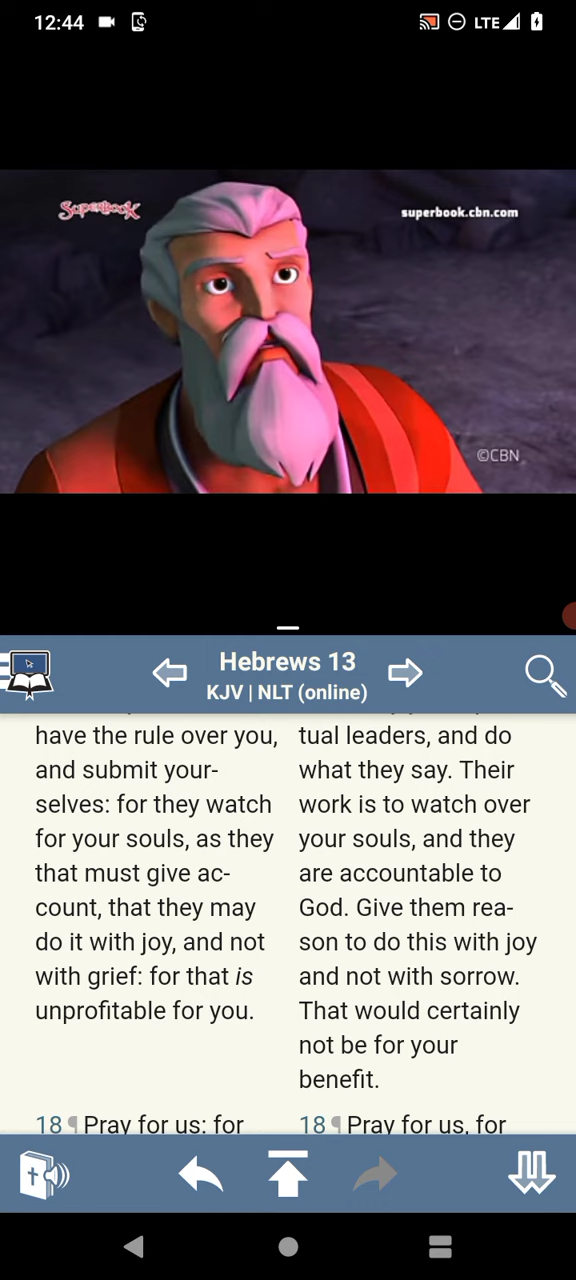 12:44
LTE
SUPERBOOK
superbook.cbn.com
©CBN
Hebrews 13
KJV | NLT (online)
have the rule over you,
and submit your-
selves: for they watch
for your souls, as they
that must give ac-
count, that they may
do it with joy, and not
with grief: for that is
unprofitable for you.
18 ¶ Pray for us: for
tual leaders, and do
what they say. Their
work is to watch over
your souls, and they
are accountable to
God. Give them rea-
son to do this with joy
and not with sorrow.
That would certainly
not be for your
benefit.
18 ¶ Pray for us, for